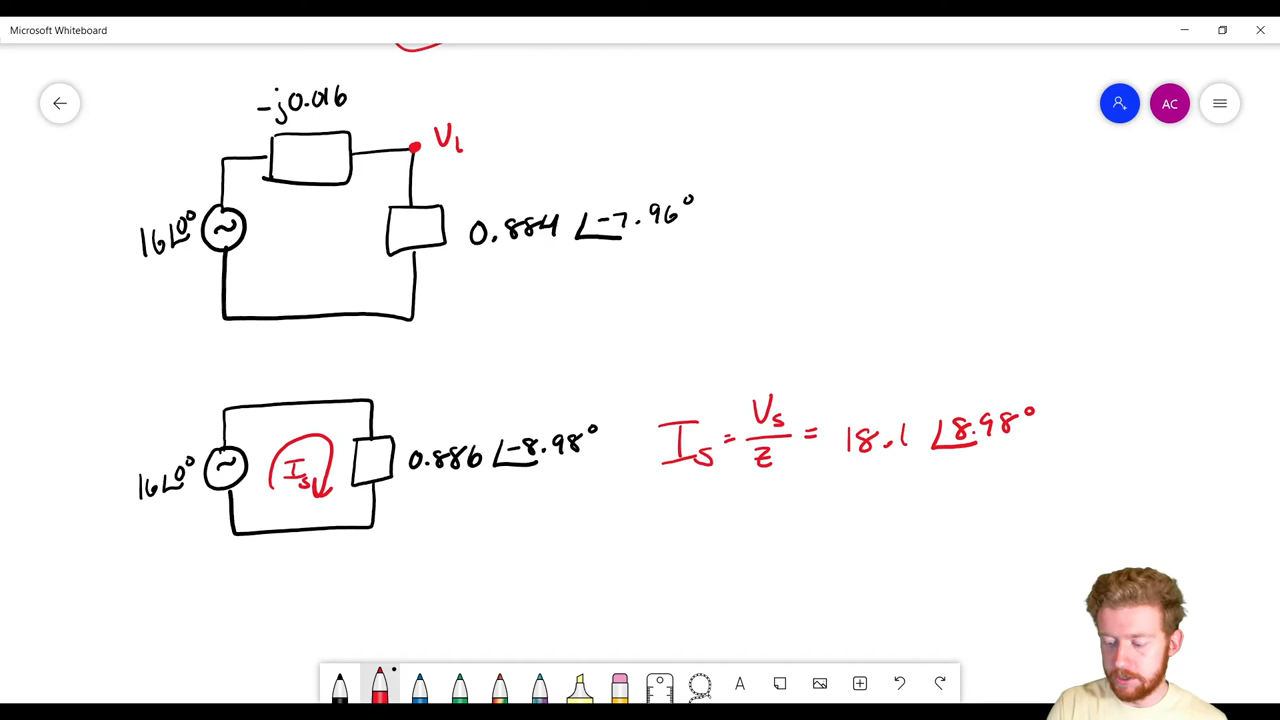 Microsoft Whiteboard
AC
-j0.016
V₁
16∠0°
0.884 ∠-7.96°
16∠0°
Is
0.886 ∠-8.98°
Is = Vs/z = 18.1 ∠8.98°
A